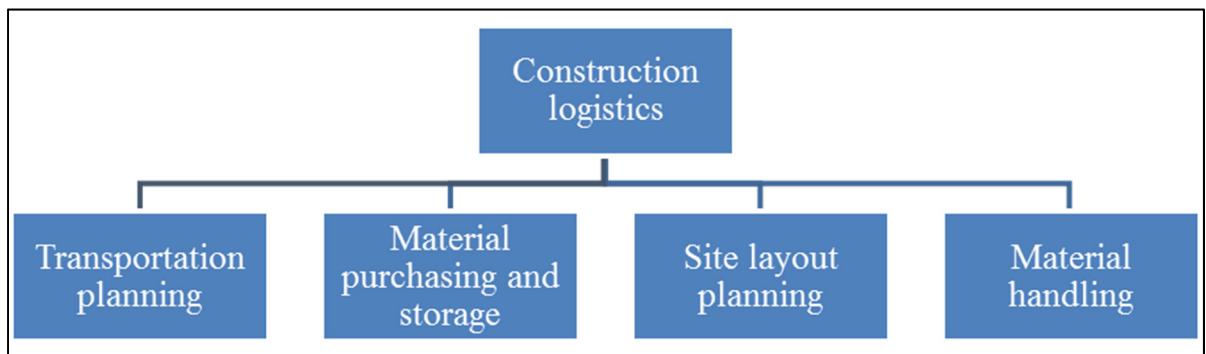 Construction
logistics
Transportation
planning
Material
purchasing and
storage
Site layout
planning
Material
handling